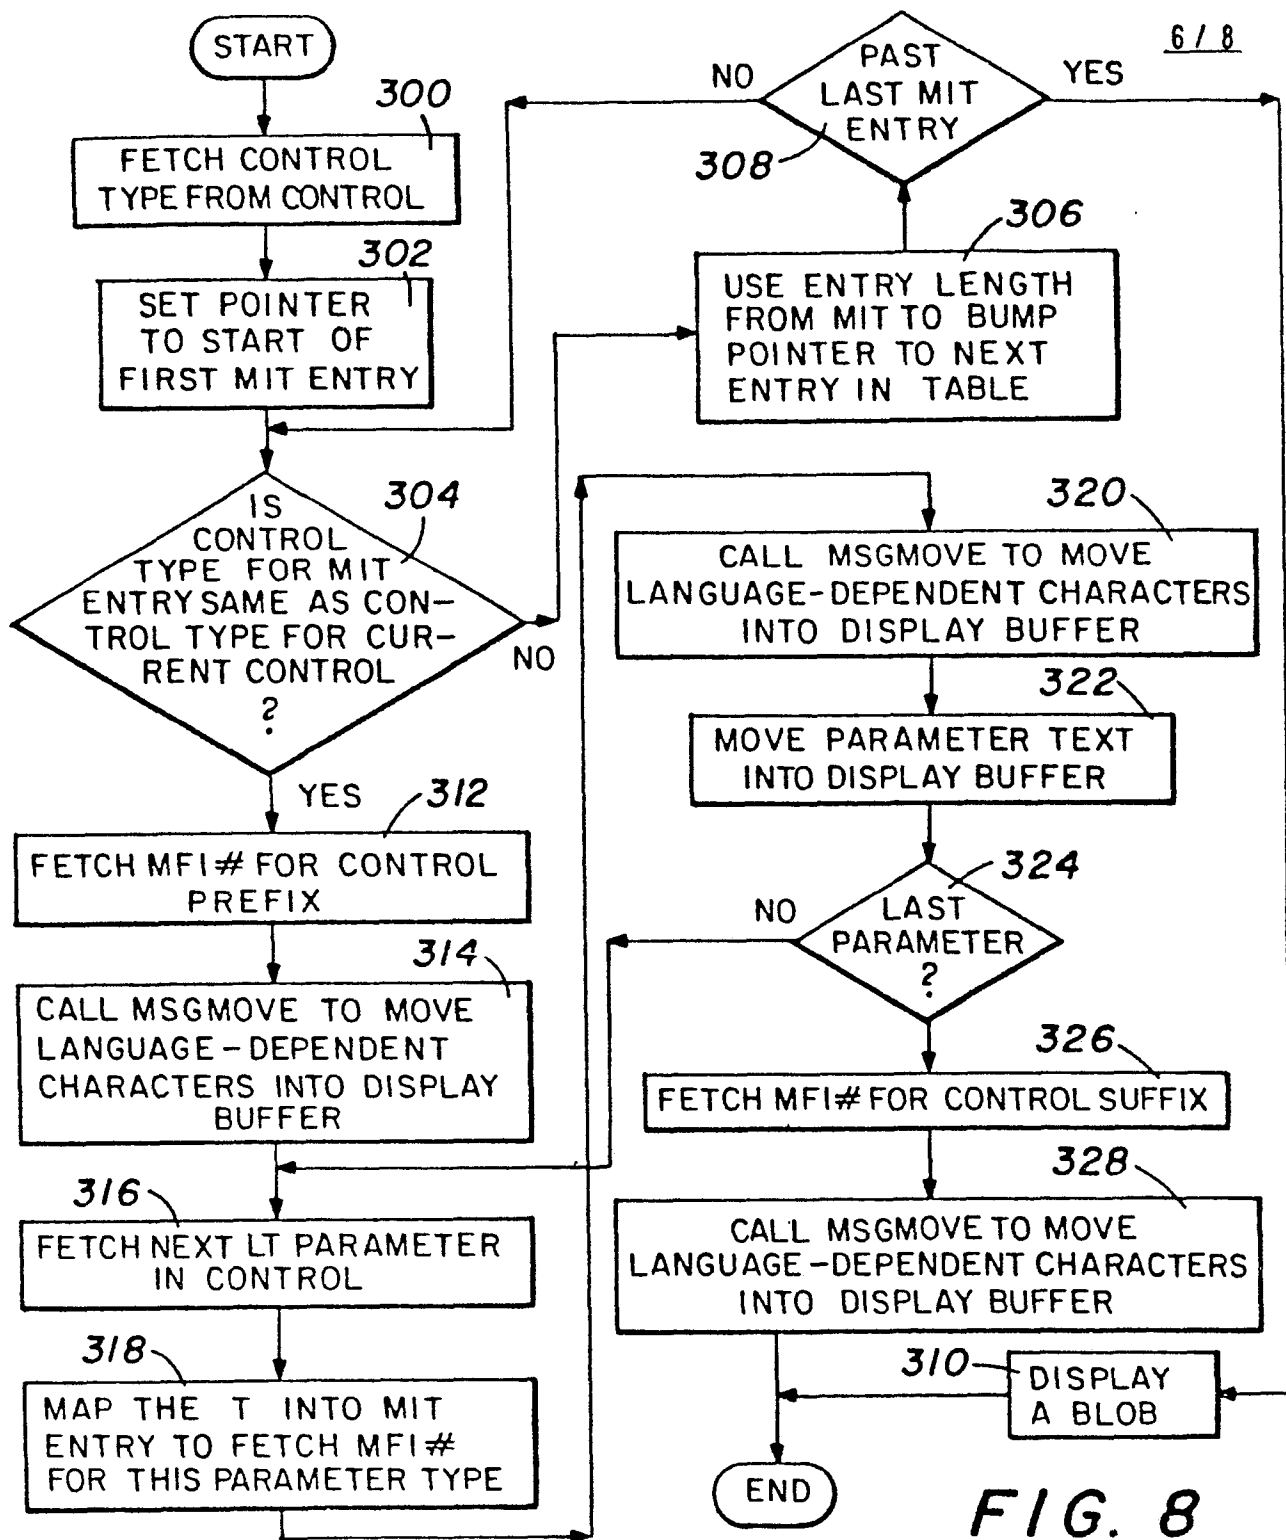 6/8
START
300
FETCH CONTROL
TYPE FROM CONTROL
302
SET POINTER
TO START OF
FIRST MIT ENTRY
304
IS
CONTROL
TYPE FOR MIT
ENTRY SAME AS CON-
TROL TYPE FOR CUR-
RENT CONTROL
?
NO
YES
306
USE ENTRY LENGTH
FROM MIT TO BUMP
POINTER TO NEXT
ENTRY IN TABLE
308
PAST
LAST MIT
ENTRY
NO
YES
312
FETCH MFI# FOR CONTROL
PREFIX
314
CALL MSGMOVE TO MOVE
LANGUAGE-DEPENDENT
CHARACTERS INTO DISPLAY
BUFFER
316
FETCH NEXT LT PARAMETER
IN CONTROL
318
MAP THE T INTO MIT
ENTRY TO FETCH MFI#
FOR THIS PARAMETER TYPE
320
CALL MSGMOVE TO MOVE
LANGUAGE-DEPENDENT CHARACTERS
INTO DISPLAY BUFFER
322
MOVE PARAMETER TEXT
INTO DISPLAY BUFFER
324
LAST
PARAMETER
?
NO
326
FETCH MFI# FOR CONTROL SUFFIX
328
CALL MSGMOVE TO MOVE
LANGUAGE-DEPENDENT CHARACTERS
INTO DISPLAY BUFFER
310
DISPLAY
A BLOB
END
FIG. 8